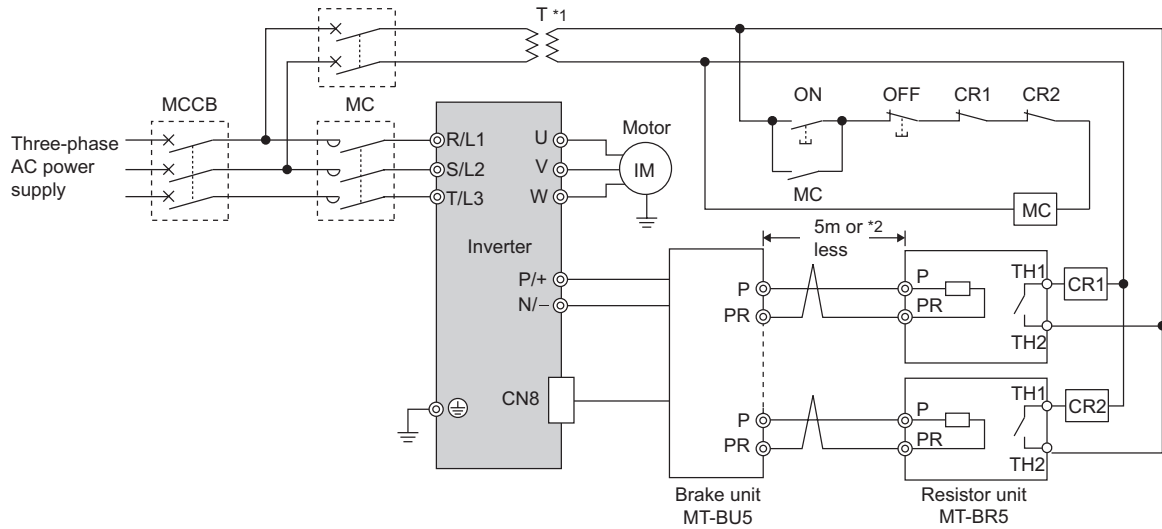 T *1
MCCB
MC
ON
OFF
CR1
CR2
Three-phase
AC power
supply
R/L1
S/L2
T/L3
U
V
W
Motor
IM
MC
MC
Inverter
5m or *2
less
P/+
N/−
P
PR
P
PR
TH1
TH2
CR1
CN8
P
PR
P
PR
TH1
TH2
CR2
Brake unit
MT-BU5
Resistor unit
MT-BR5